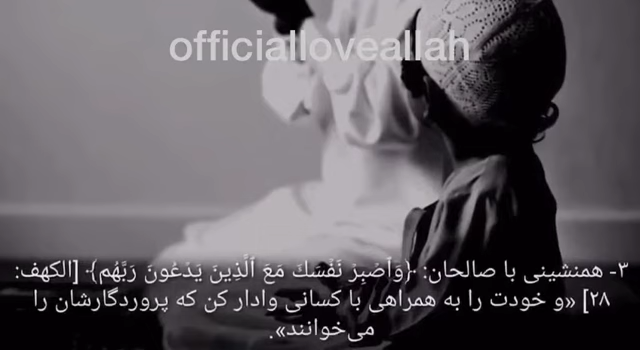 officialloveallah
۳- همنشینی با صالحان: {وَٱصۡبِرۡ نَفۡسَكَ مَعَ ٱلَّذِينَ يَدۡعُونَ رَبَّهُم} [الکهف:
۲۸] «و خودت را به همراهی با کسانی وادار کن که پروردگارشان را
می‌خوانند».